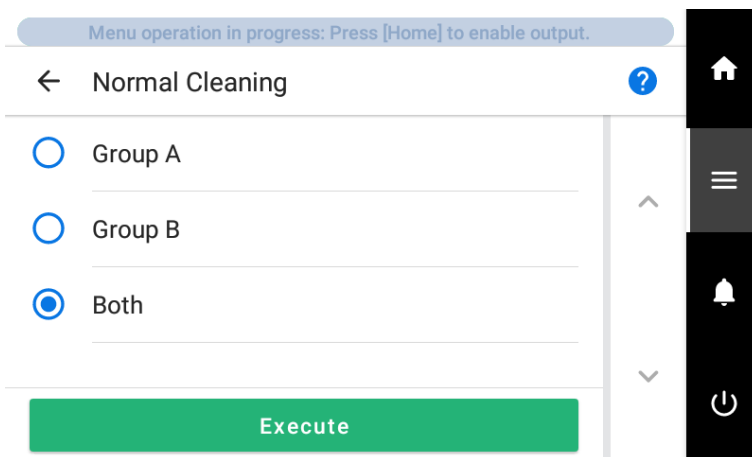 Menu operation in progress: Press [Home] to enable output.
Normal Cleaning
?
Group A
Group B
Both
Execute